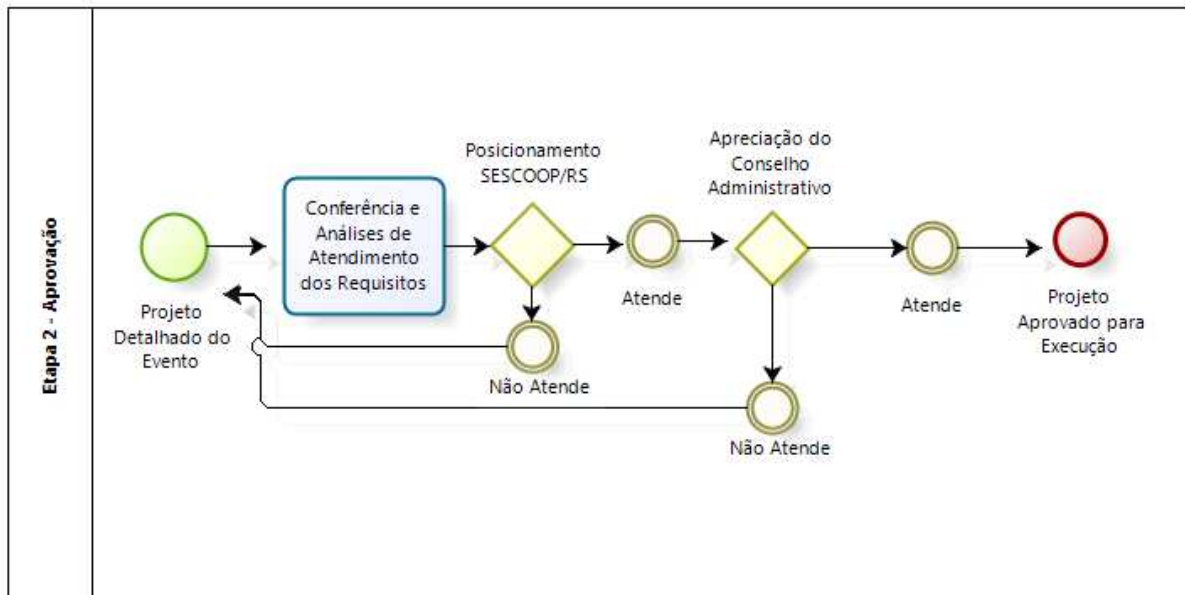 Etapa 2 - Aprovação
Projeto
Detalhado do
Evento
Conferência e
Análises de
Atendimento
dos Requisitos
Posicionamento
SESCOOP/RS
Não Atende
Atende
Apreciação do
Conselho
Administrativo
Não Atende
Atende
Projeto
Aprovado para
Execução